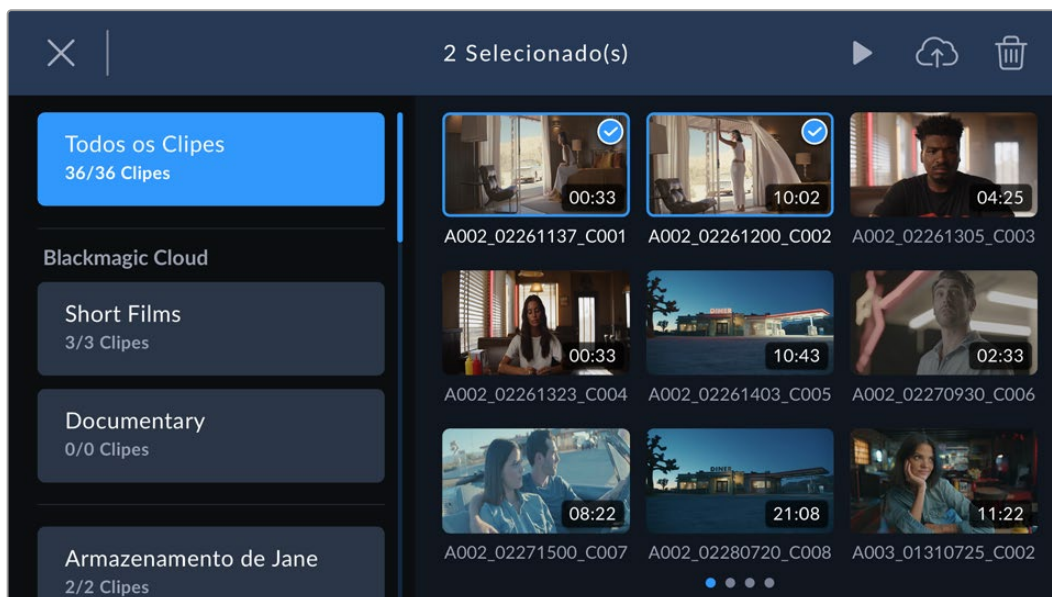 2 Selecionado(s)
Todos os Clipes
36/36 Clipes
Blackmagic Cloud
Short Films
3/3 Clipes
Documentary
0/0 Clipes
Armazenamento de Jane
2/2 Clipes
00:33
10:02
04:25
A002_02261137_C001
A002_02261200_C002
A002_02261305_C003
00:33
DINER
10:43
02:33
A002_02261323_C004
A002_02261403_C005
A002_02270930_C006
08:22
DINER
21:08
11:22
A002_02271500_C007
A002_02280720_C008
A003_01310725_C002